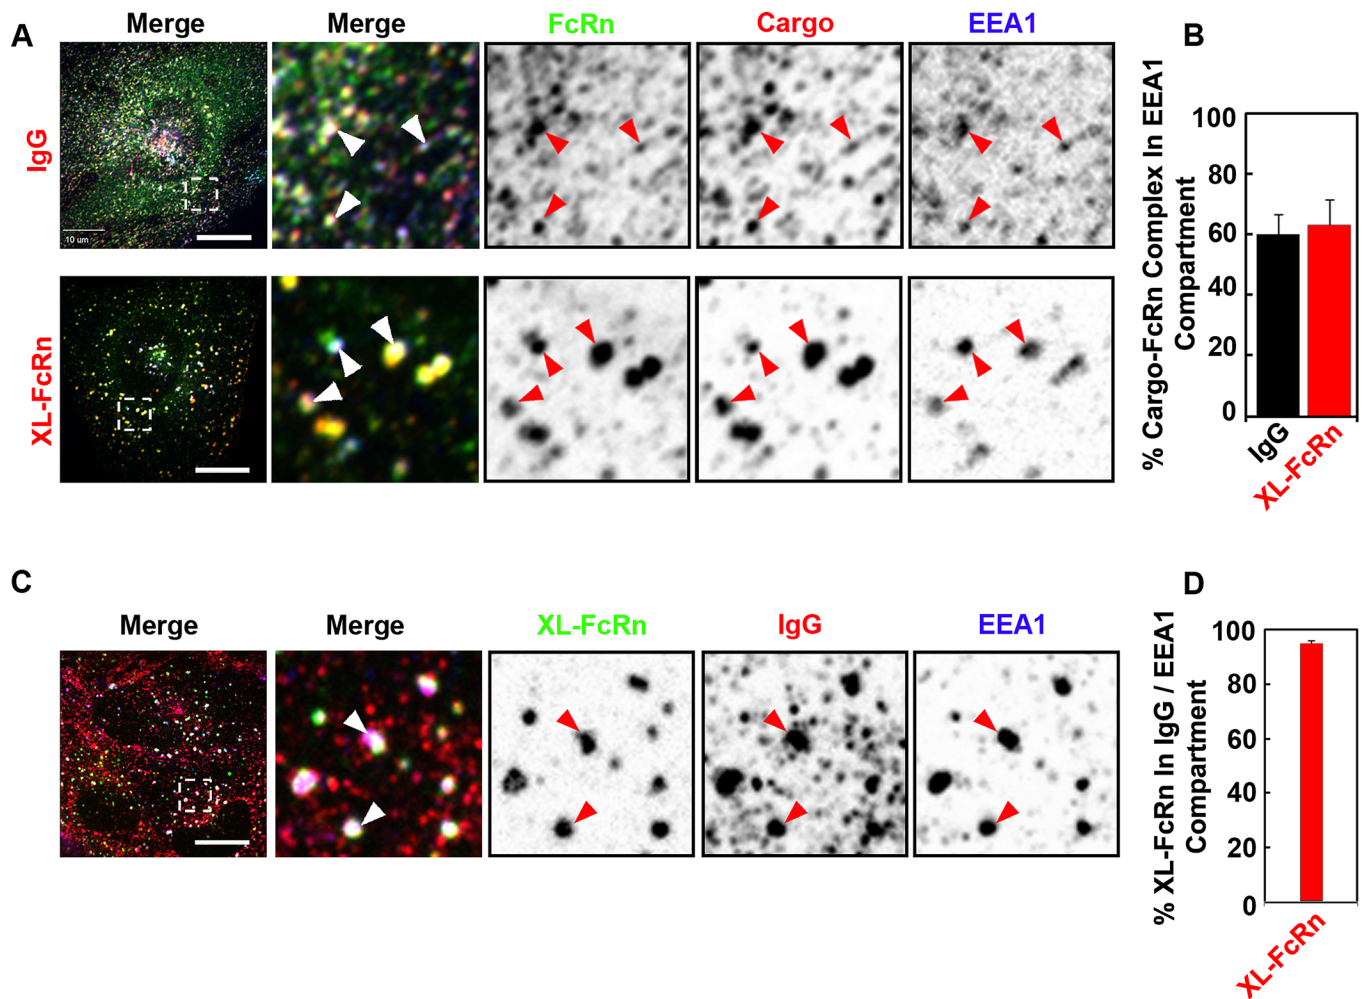 A
Merge
Merge
FcRn
Cargo
EEA1
IgG
10 um
XL-FcRn
B
% Cargo-FcRn Complex In EEA1
Compartment
100
80
60
40
20
0
IgG
XL-FcRn
C
Merge
Merge
XL-FcRn
IgG
EEA1
D
% XL-FcRn In IgG / EEA1
Compartment
100
80
60
40
20
0
XL-FcRn